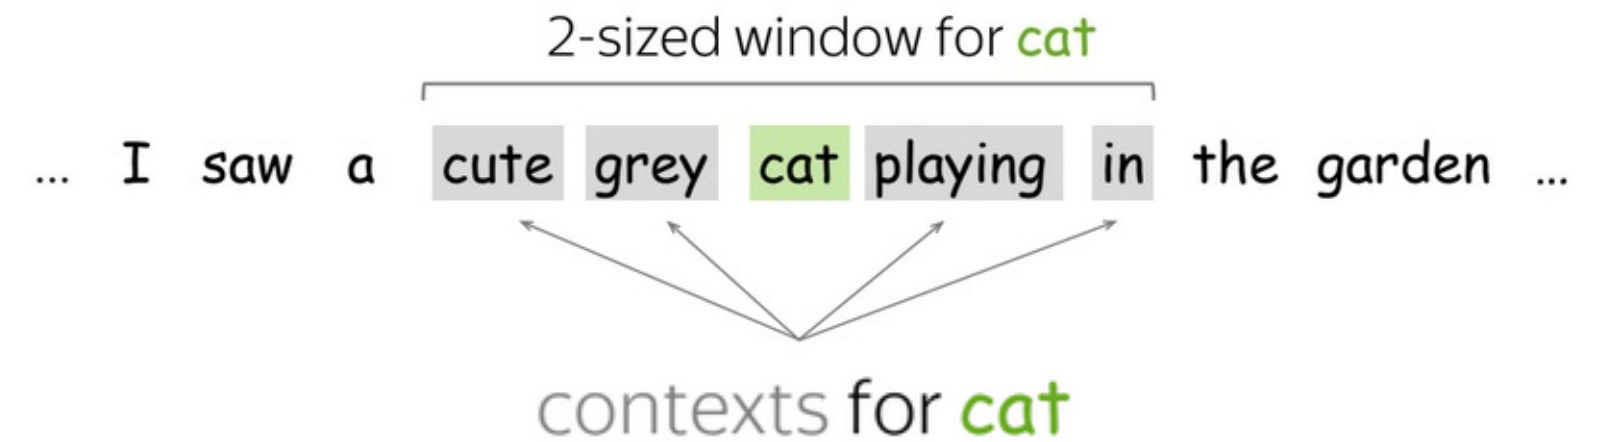 2-sized window for cat
... I saw a cute grey cat playing in the garden ...
contexts for cat